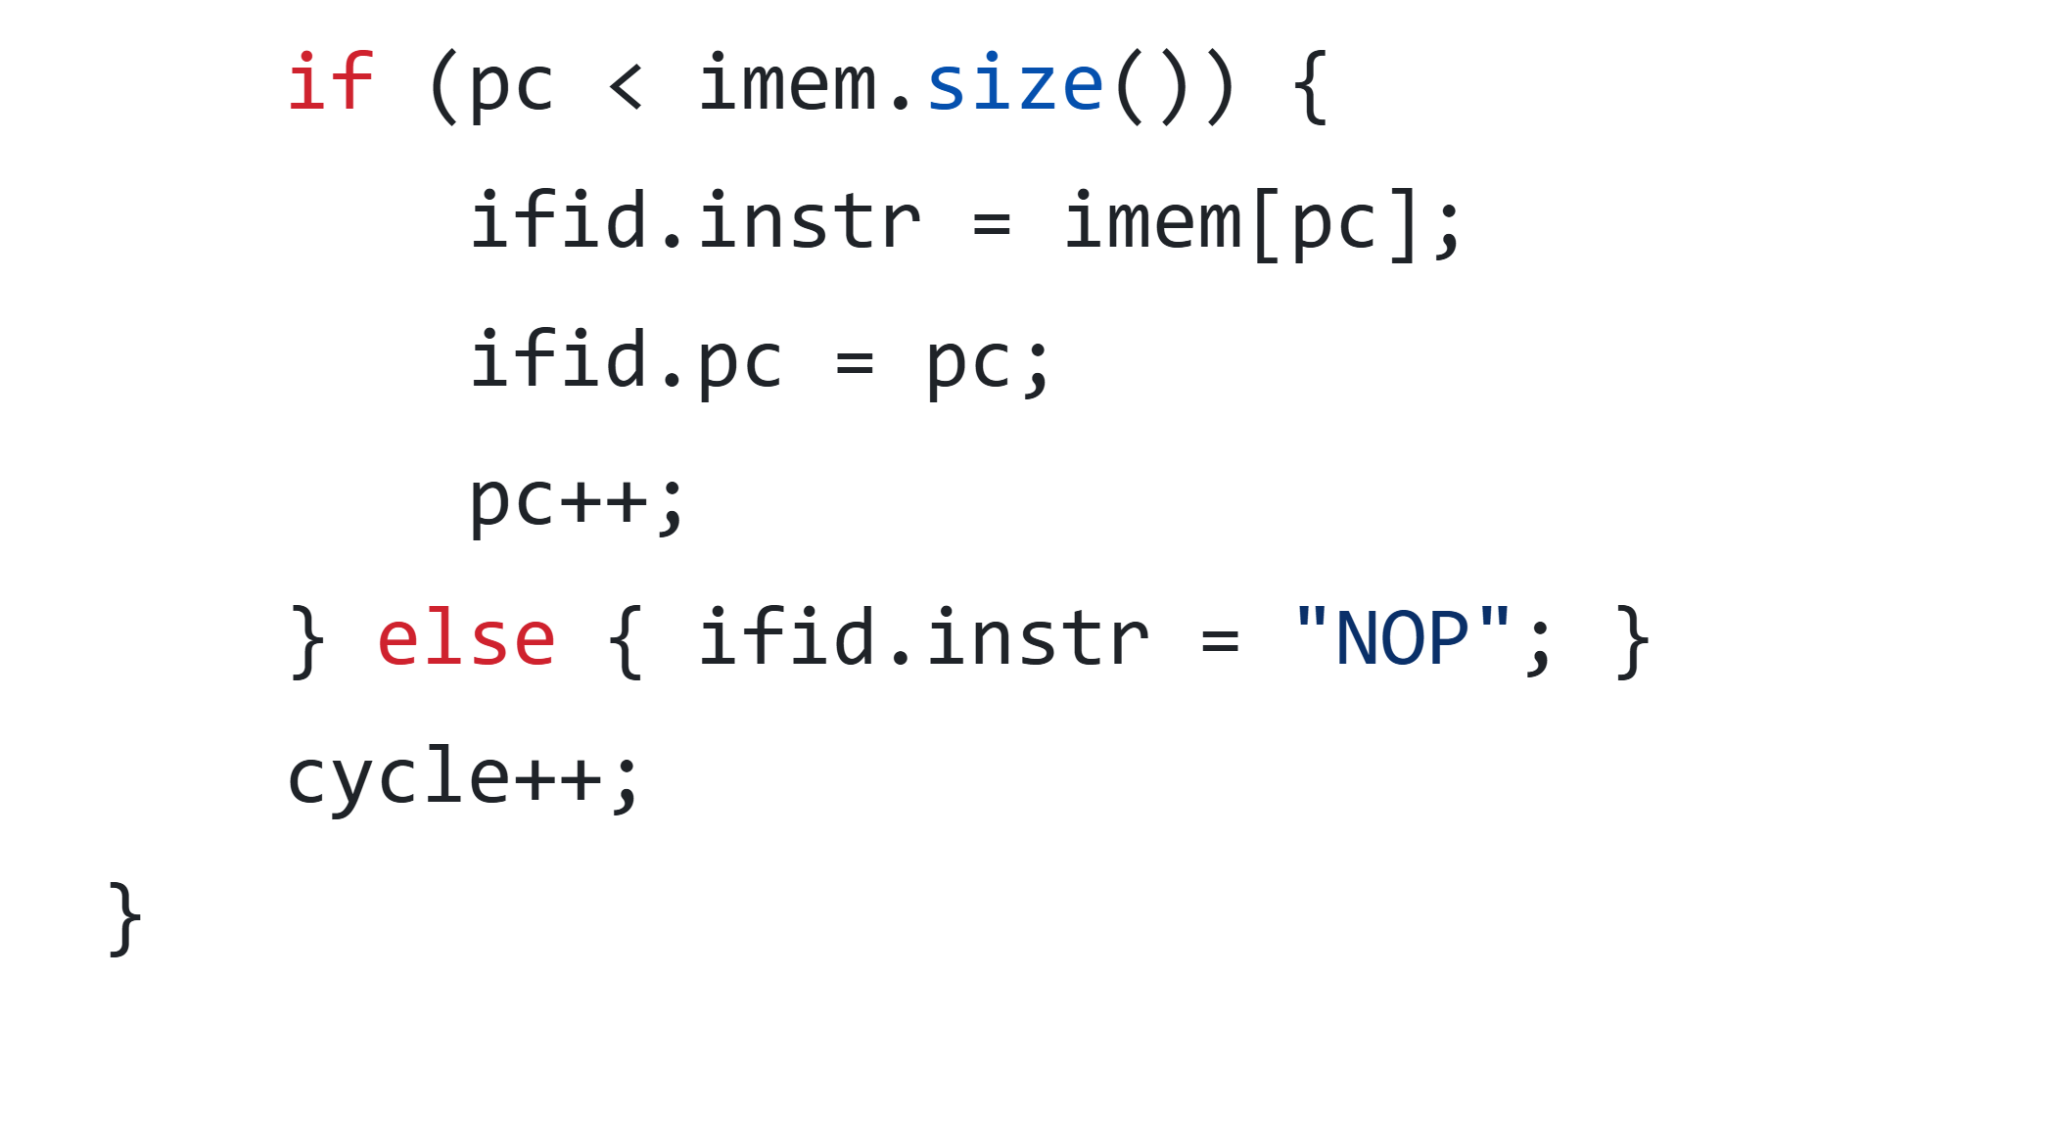 if (pc < imem.size()) {
ifid.instr = imem[pc];
ifid.pc = pc;
pc++;
} else { ifid.instr = "NOP"; }
cycle++;
}